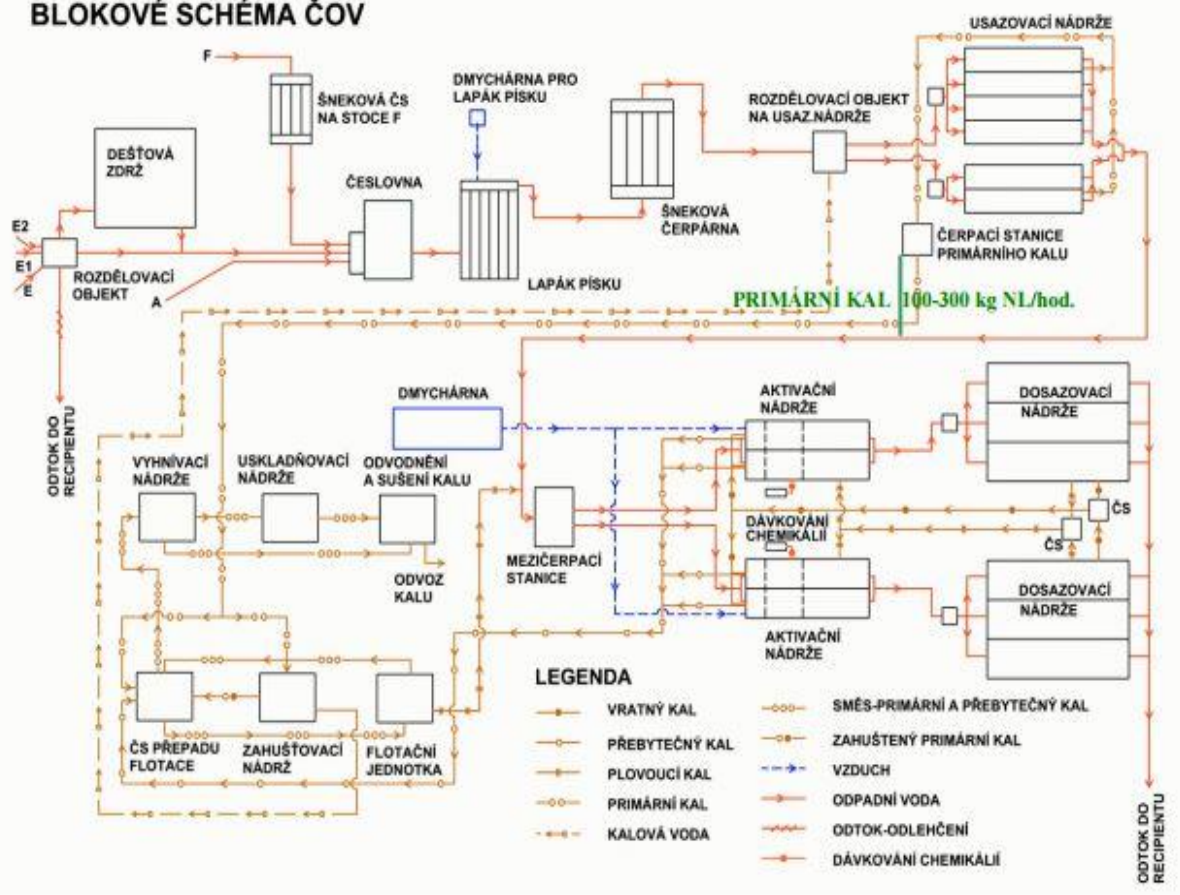 BLOKOVÉ SCHÉMA ČOV
USAZOVACÍ NÁDRŽE
F
DMYCHÁRNA PRO
LAPÁK PÍSKU
ŠNEKOVÁ ČS
NA STOCE F
ROZDĚLOVACÍ OBJEKT
NA USAZ.NÁDRŽE
DEŠŤOVÁ
ZDRŽ
ČESLOVNA
ŠNEKOVÁ
ČERPÁRNA
E2
E1
E
ROZDĚLOVACÍ
OBJEKT
A
LAPÁK PÍSKU
ČERPACÍ STANICE
PRIMÁRNÍHO KALU
PRIMÁRNÍ KAL 100-300 kg NL/hod.
ODTOK DO
RECIPIENTU
DMYCHÁRNA
AKTIVAČNÍ
NÁDRŽE
DOSAZOVACÍ
NÁDRŽE
VYHNÍVACÍ
NÁDRŽE
USKLADŇOVACÍ
NÁDRŽE
ODVODNĚNÍ
A SUŠENÍ KALU
ODVOZ
KALU
MEZIČERPACÍ
STANICE
DÁVKOVÁNÍ
CHEMIKÁLIÍ
ČS
ČS
DOSAZOVACÍ
NÁDRŽE
AKTIVAČNÍ
NÁDRŽE
ČS PŘEPADU
FLOTACE
ZAHUŠŤOVACÍ
NÁDRŽ
FLOTAČNÍ
JEDNOTKA
LEGENDA
VRATNÝ KAL
PŘEBYTEČNÝ KAL
PLOVOUCÍ KAL
PRIMÁRNÍ KAL
KALOVÁ VODA
SMĚS-PRIMÁRNÍ A PŘEBYTEČNÝ KAL
ZAHUŠTENÝ PRIMÁRNÍ KAL
VZDUCH
ODPADNÍ VODA
ODTOK-ODLEHČENÍ
DÁVKOVÁNÍ CHEMIKÁLIÍ
ODTOK DO
RECIPIENTU